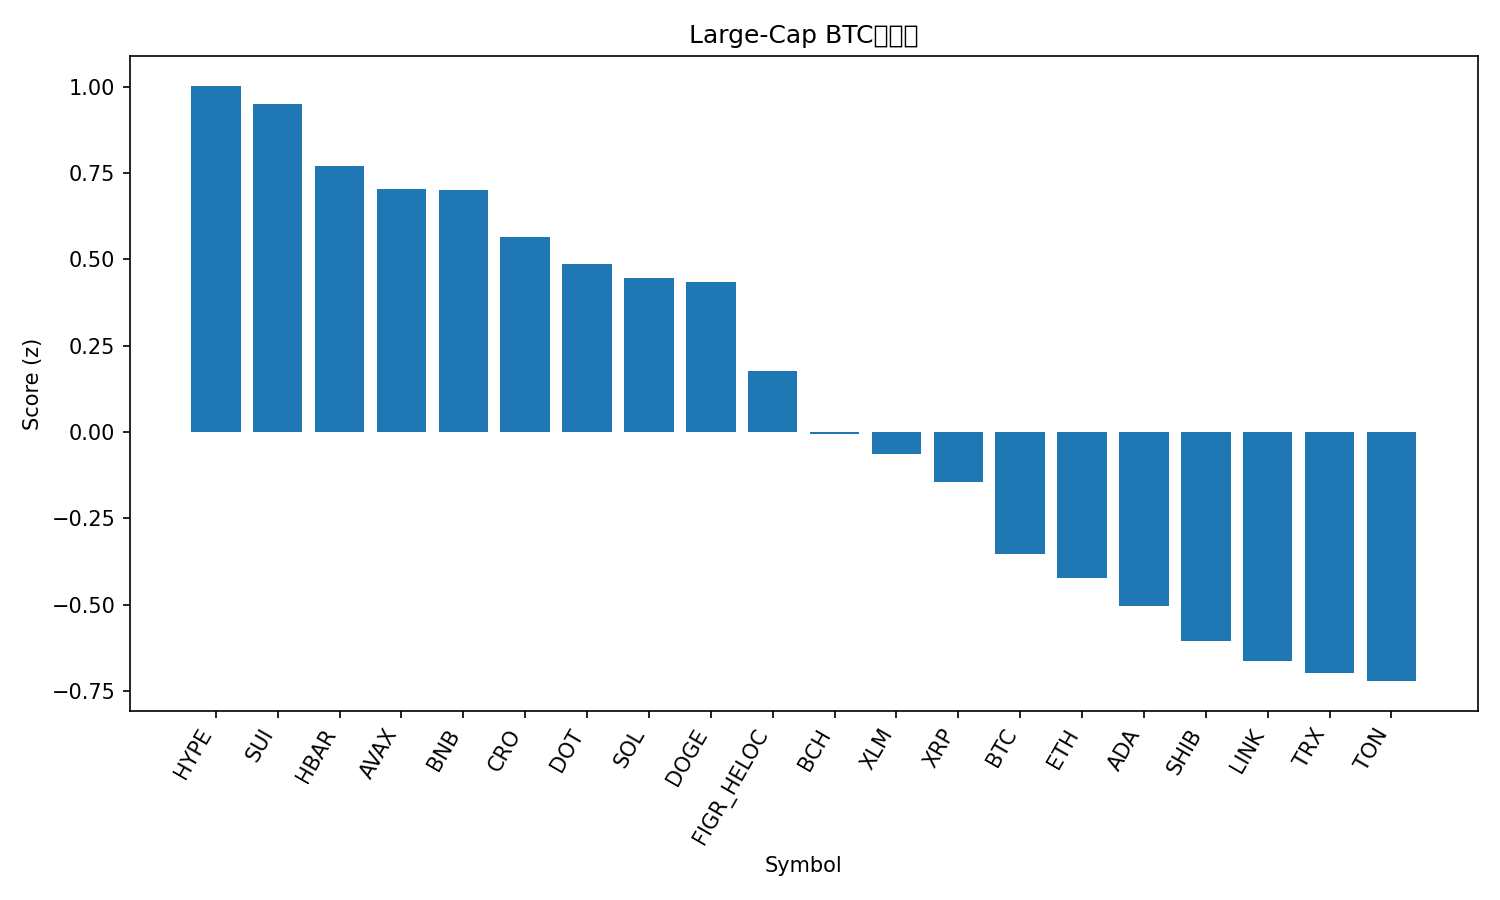 Large-Cap BTC
Score (z)
1.00
0.75
0.50
0.25
0.00
−0.25
−0.50
−0.75
HYPE
SUI
HBAR
AVAX
BNB
CRO
DOT
SOL
DOGE
FIGR_HELOC
BCH
XLM
XRP
BTC
ETH
ADA
SHIB
LINK
TRX
TON
Symbol